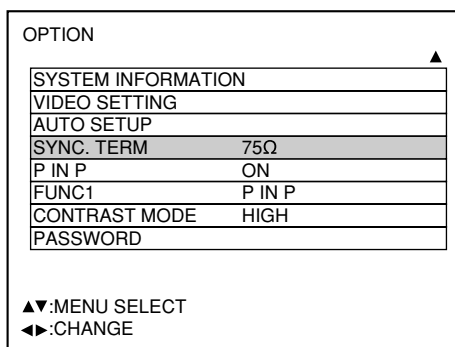 OPTION
▲
SYSTEM INFORMATION
VIDEO SETTING
AUTO SETUP
SYNC. TERM 75Ω
P IN P ON
FUNC1 P IN P
CONTRAST MODE HIGH
PASSWORD
▲▼:MENU SELECT
◀▶:CHANGE